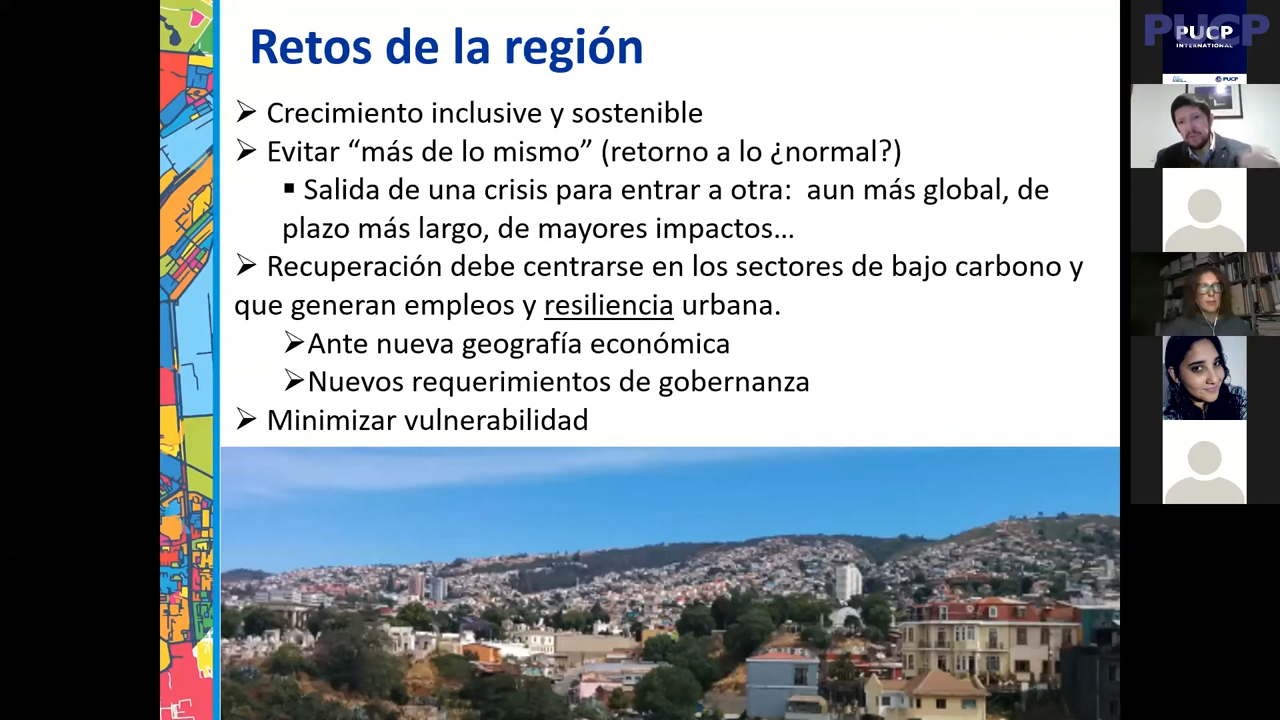 Retos de la región
➢ Crecimiento inclusive y sostenible
➢ Evitar “más de lo mismo” (retorno a lo ¿normal?)
▪ Salida de una crisis para entrar a otra: aun más global, de
plazo más largo, de mayores impactos…
➢ Recuperación debe centrarse en los sectores de bajo carbono y
que generan empleos y resiliencia urbana.
➢Ante nueva geografía económica
➢Nuevos requerimientos de gobernanza
➢ Minimizar vulnerabilidad
PUCP
PUCP
INTERNATIONAL
PUCP